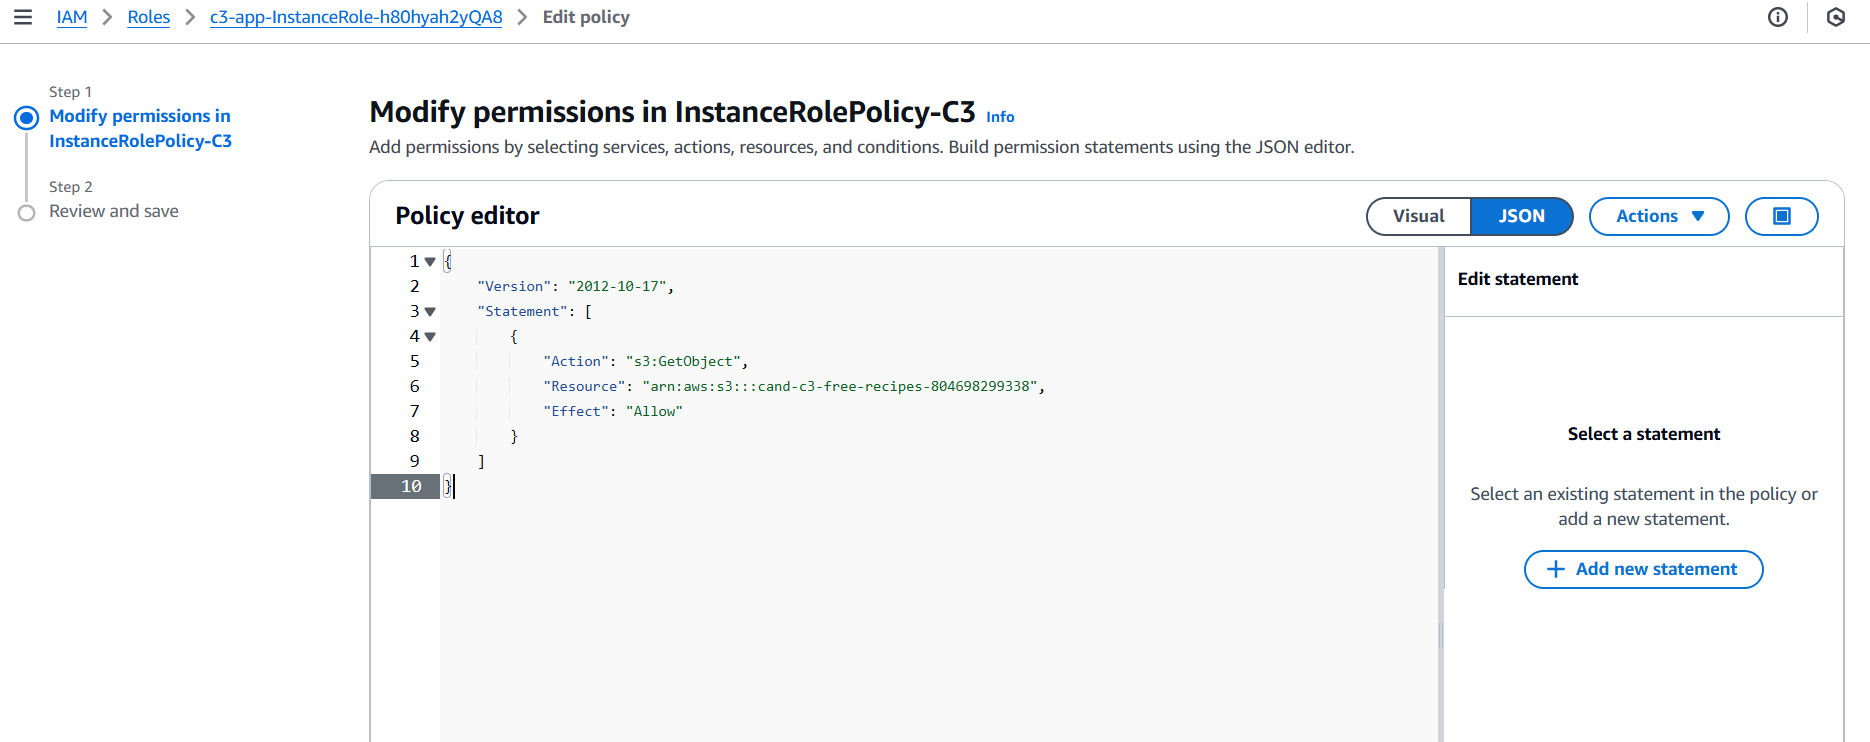 IAM > Roles > c3-app-InstanceRole-h80hyah2yQA8 > Edit policy
Step 1
Modify permissions in
InstanceRolePolicy-C3
Step 2
Review and save
Modify permissions in InstanceRolePolicy-C3 Info
Add permissions by selecting services, actions, resources, and conditions. Build permission statements using the JSON editor.
Policy editor
Visual JSON Actions
1 {
2 "Version": "2012-10-17",
3 "Statement": [
4 {
5 "Action": "s3:GetObject",
6 "Resource": "arn:aws:s3:::cand-c3-free-recipes-804698299338",
7 "Effect": "Allow"
8 }
9 ]
10 }
Edit statement
Select a statement
Select an existing statement in the policy or
add a new statement.
+ Add new statement